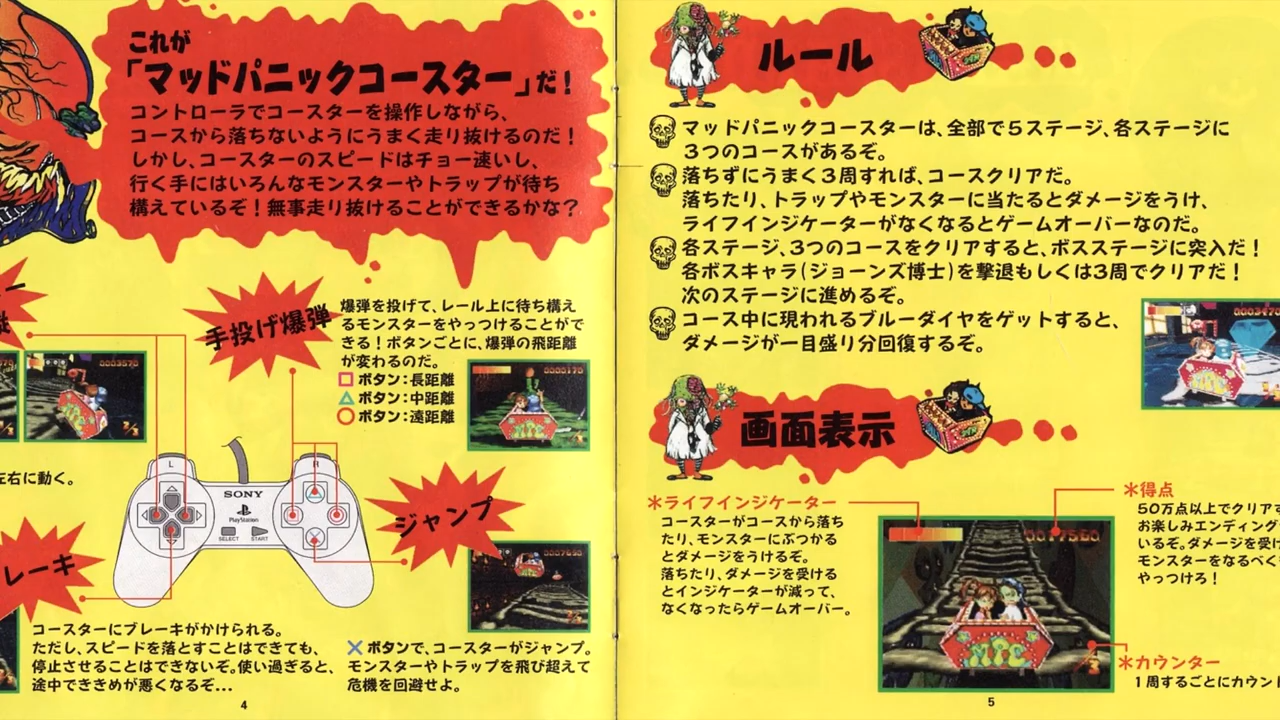 これが
「マッドパニックコースター」だ!
コントローラでコースターを操作しながら、
コースから落ちないようにうまく走り抜けるのだ!
しかし、コースターのスピードはチョー速いし、
行く手にはいろんなモンスターやトラップが待ち
構えているぞ!無事走り抜けることができるかな?
手投げ爆弾
爆弾を投げて、レール上に待ち構え
るモンスターをやっつけることがで
きる!ボタンごとに、爆弾の飛距離
が変わるのだ。
□ボタン:長距離
△ボタン:中距離
○ボタン:遠距離
左右に動く。
L
R
SONY
PlayStation
SELECT START
ジャンプ
レーキ
コースターにブレーキがかけられる。
ただし、スピードを落とすことはできても、
停止させることはできないぞ。使い過ぎると、
途中でききめが悪くなるぞ…
×ボタンで、コースターがジャンプ。
モンスターやトラップを飛び超えて
危機を回避せよ。
4
ルール
マッドパニックコースターは、全部で5ステージ、各ステージに
3つのコースがあるぞ。
落ちずにうまく3周すれば、コースクリアだ。
落ちたり、トラップやモンスターに当たるとダメージをうけ、
ライフインジケーターがなくなるとゲームオーバーなのだ。
各ステージ、3つのコースをクリアすると、ボスステージに突入だ!
各ボスキャラ(ジョーンズ博士)を撃退もしくは3周でクリアだ!
次のステージに進めるぞ。
コース中に現われるブルーダイヤをゲットすると、
ダメージが一目盛り分回復するぞ。
画面表示
*ライフインジケーター
コースターがコースから落ち
たり、モンスターにぶつかる
とダメージをうけるぞ。
落ちたり、ダメージを受ける
とインジケーターが減って、
なくなったらゲームオーバー。
*得点
50万点以上でクリアす
お楽しみエンディング
いるぞ。ダメージを受け
モンスターをなるべく
やっつけろ!
MPC
*カウンター
1周するごとにカウン
5